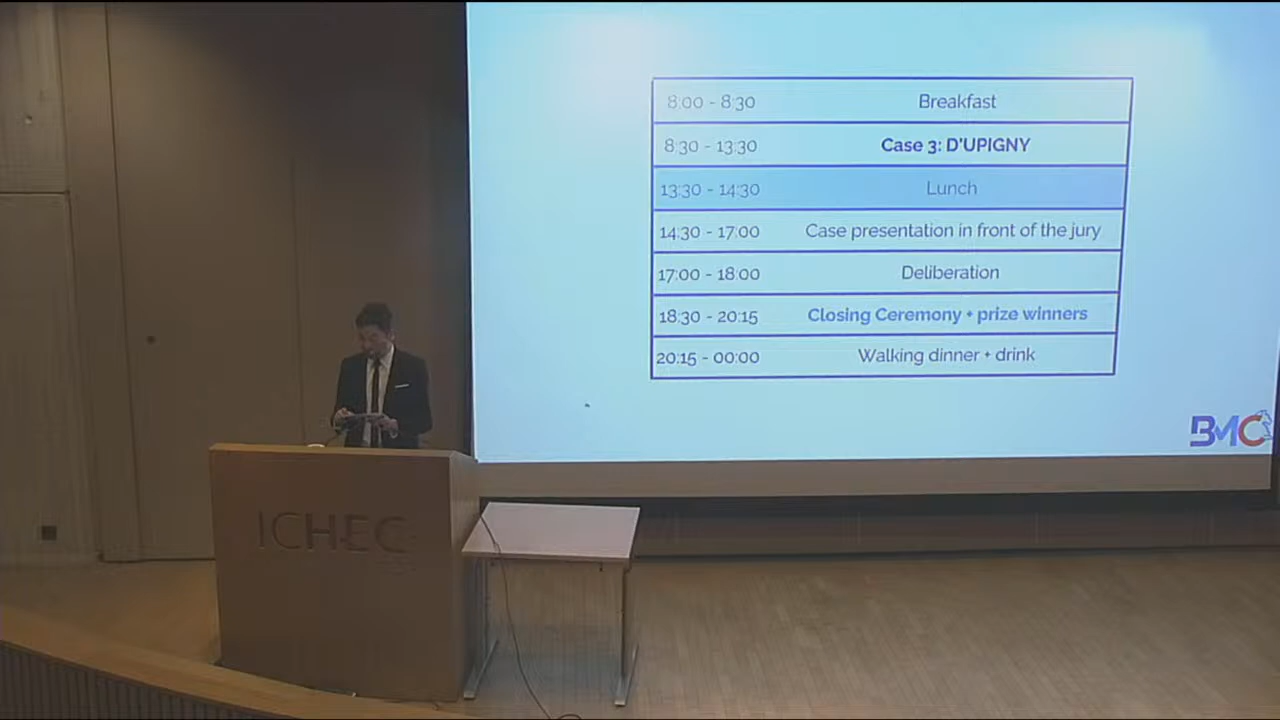 8:00 - 8:30 Breakfast
8:30 - 13:30 Case 3: D'UPIGNY
13:30 - 14:30 Lunch
14:30 - 17:00 Case presentation in front of the jury
17:00 - 18:00 Deliberation
18:30 - 20:15 Closing Ceremony + prize winners
20:15 - 00:00 Walking dinner + drink
BMC
ICHEC